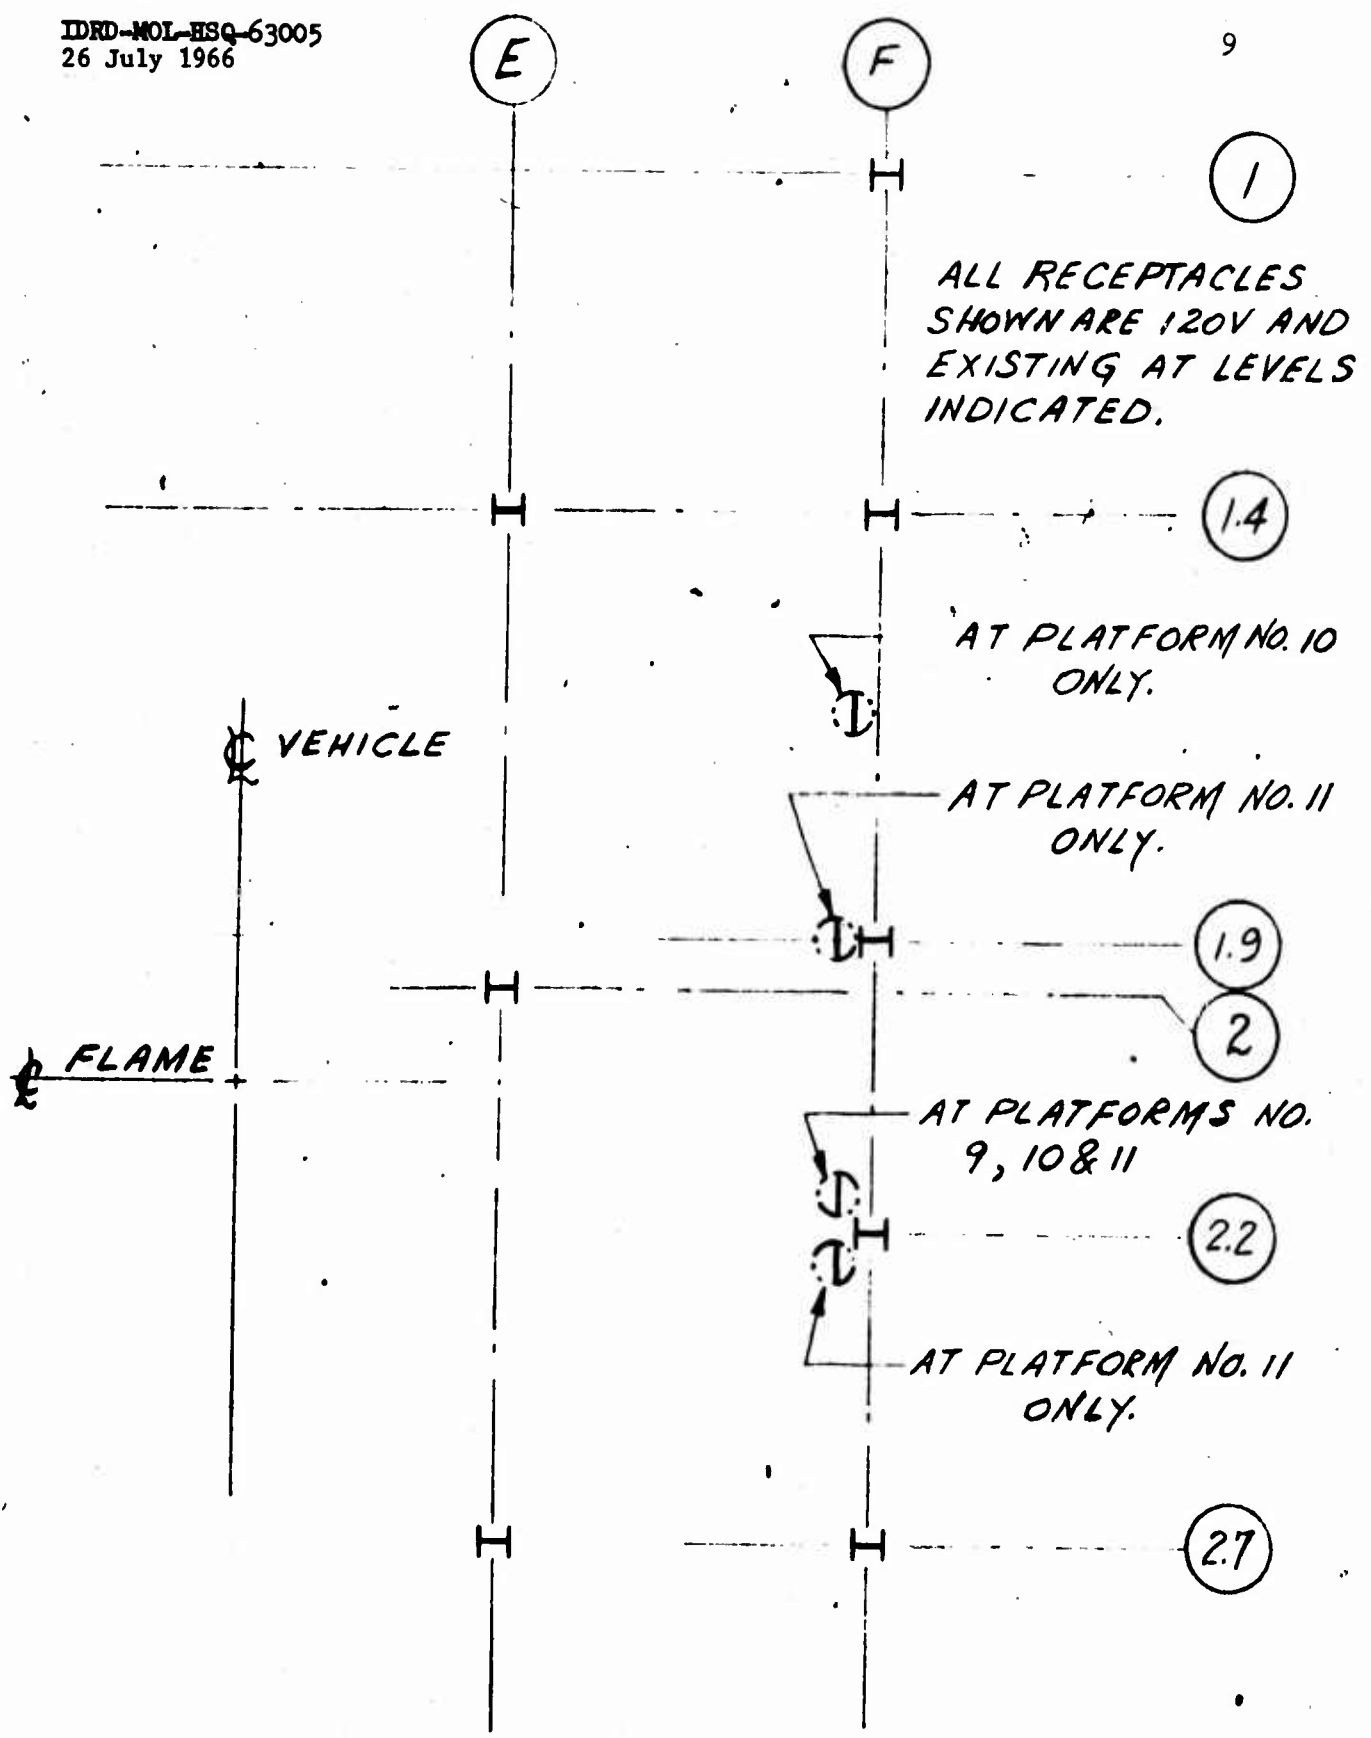 IDRD-MOL-HSQ-63005
26 July 1966
9
E
F
1
ALL RECEPTACLES
SHOWN ARE 120V AND
EXISTING AT LEVELS
INDICATED.
1.4
AT PLATFORM NO. 10
ONLY.
℄ VEHICLE
AT PLATFORM NO. 11
ONLY.
1.9
2
℄ FLAME
AT PLATFORMS NO.
9, 10 & 11
2.2
AT PLATFORM NO. 11
ONLY.
2.7